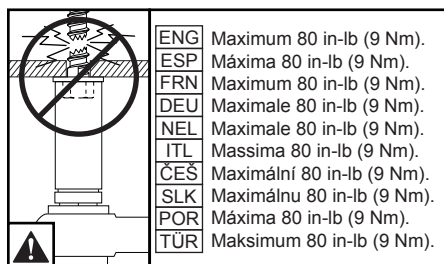 ENG Maximum 80 in-lb (9 Nm).
ESP Máxima 80 in-lb (9 Nm).
FRN Maximum 80 in-lb (9 Nm).
DEU Maximale 80 in-lb (9 Nm).
NEL Maximale 80 in-lb (9 Nm).
ITL Massima 80 in-lb (9 Nm).
ČEŠ Maximální 80 in-lb (9 Nm).
SLK Maximálnu 80 in-lb (9 Nm).
POR Máxima 80 in-lb (9 Nm).
TÜR Maksimum 80 in-lb (9 Nm).